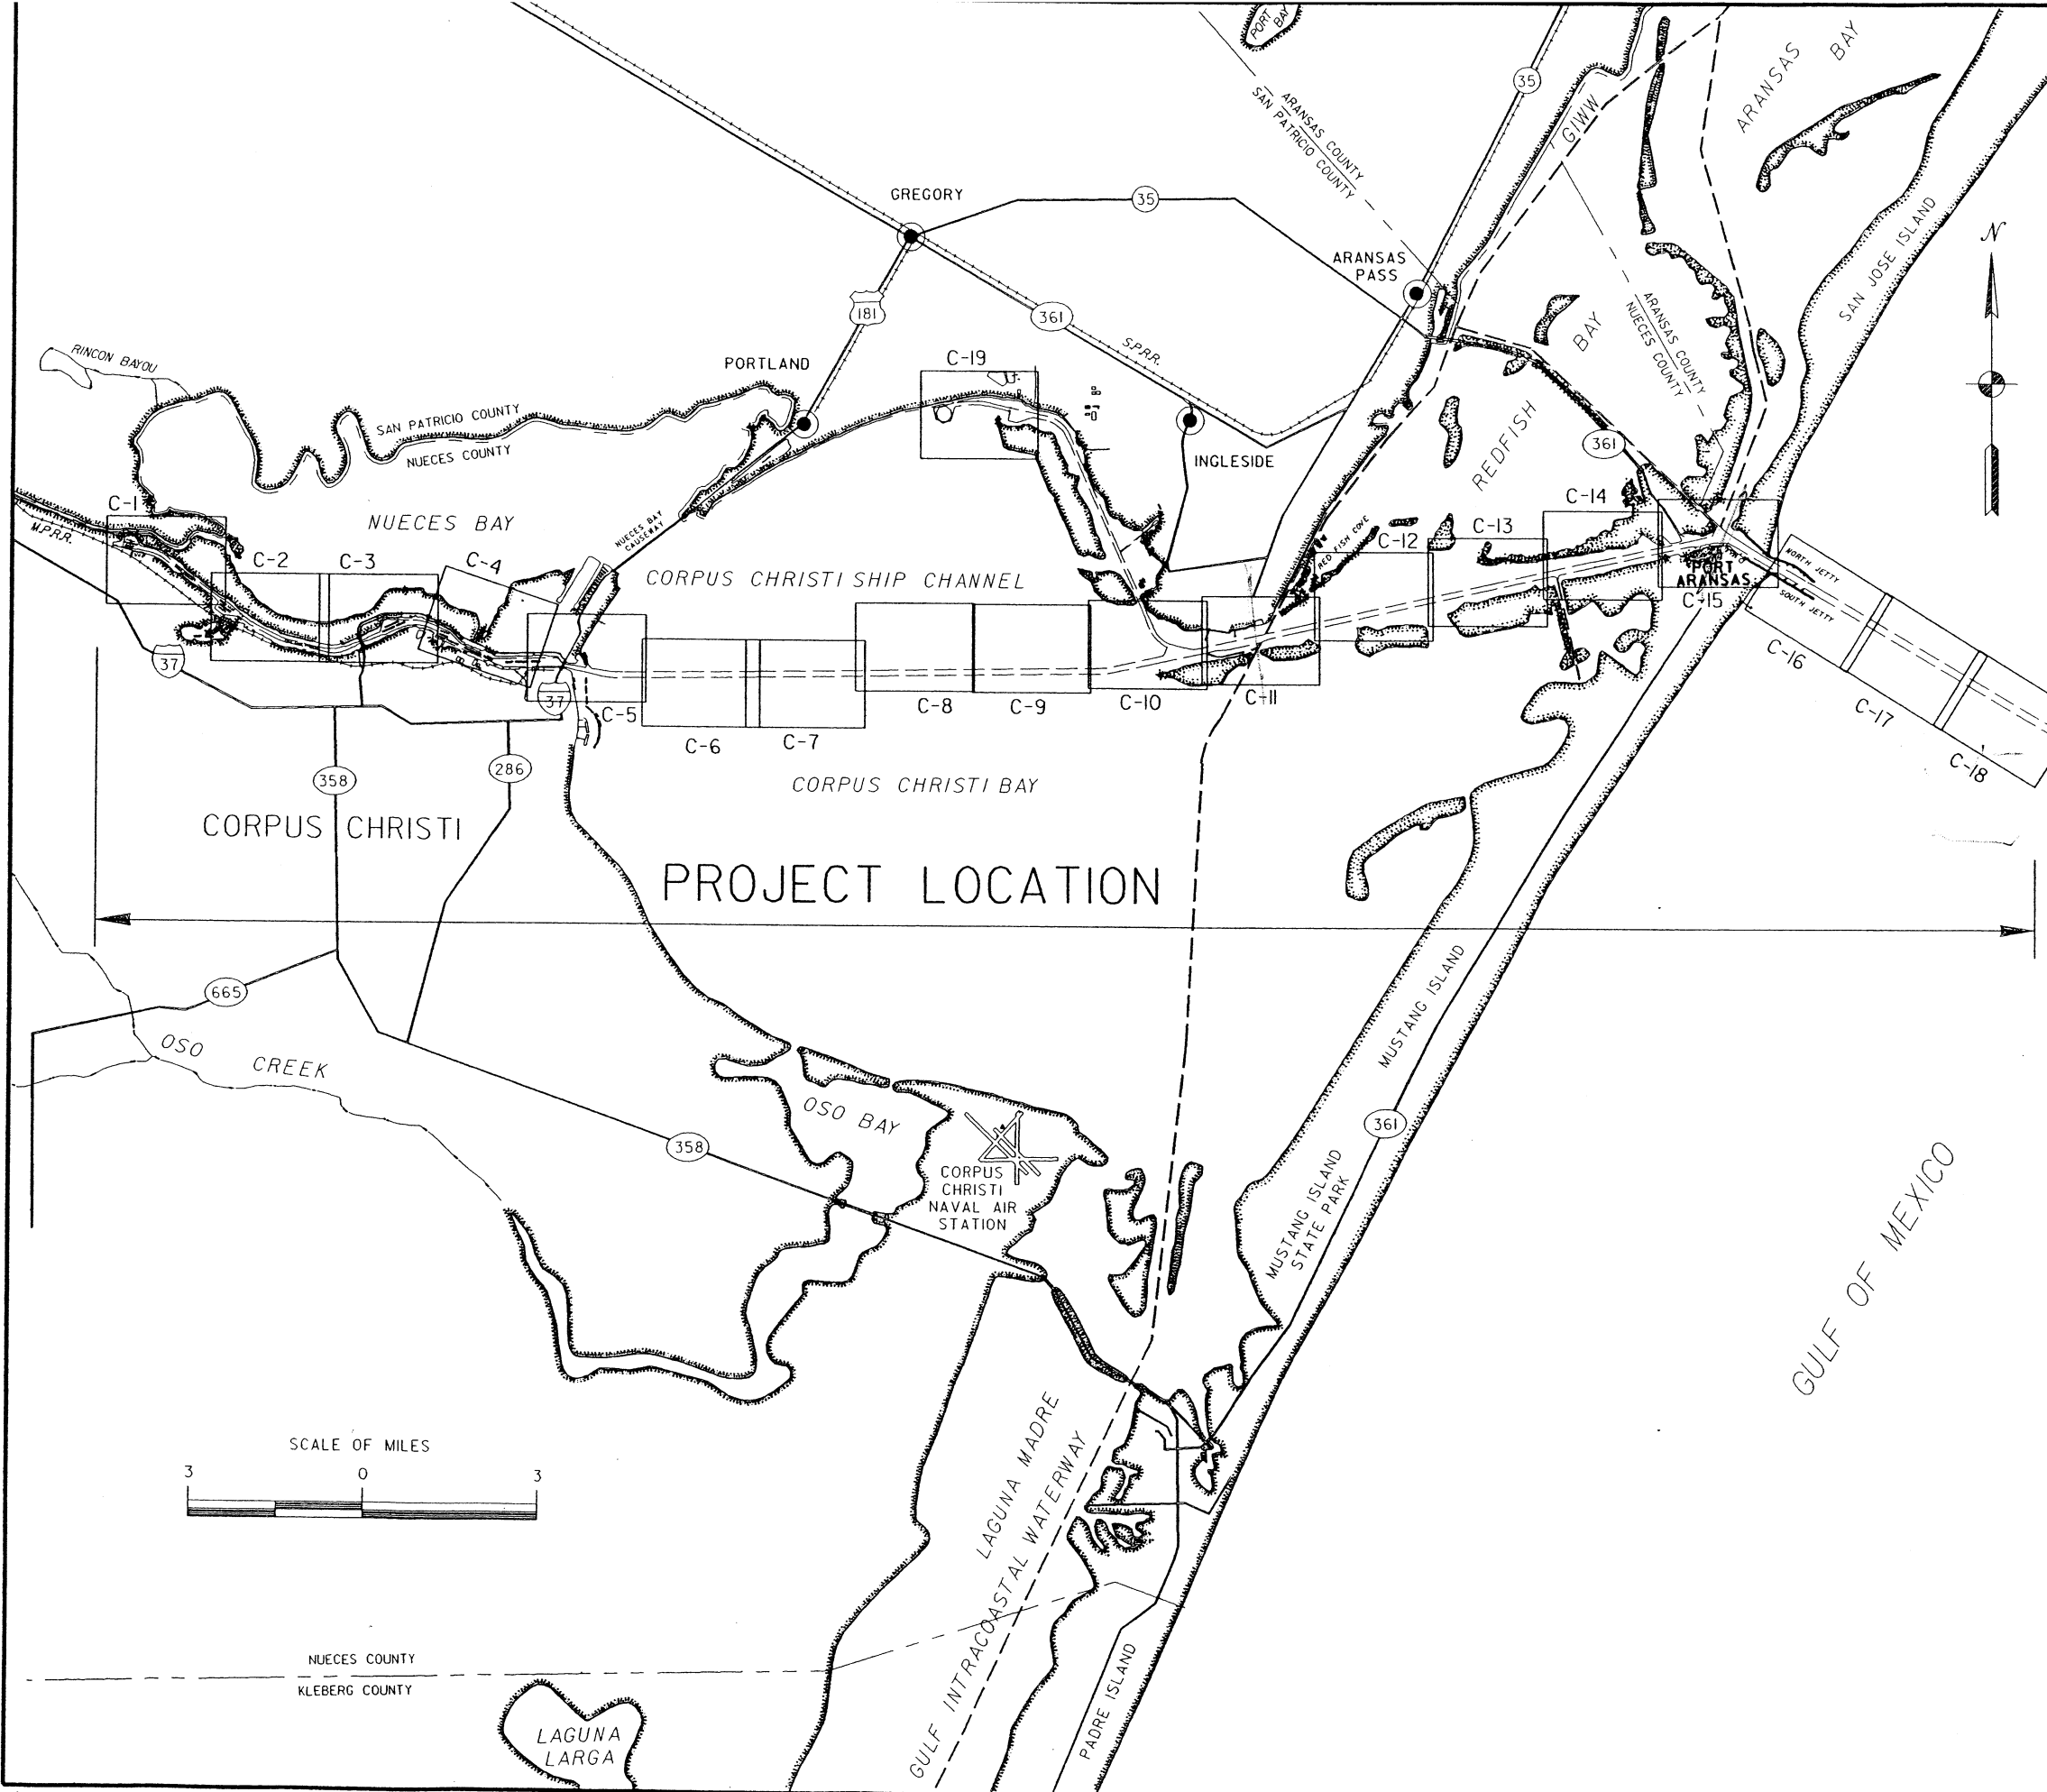 PORT
BAY
ARANSAS BAY
35
ARANSAS COUNTY
SAN PATRICIO COUNTY
GIWW
GREGORY
35
SAN JOSE ISLAND
N
ARANSAS
PASS
181
361
S.P.R.R.
BAY
ARANSAS COUNTY
NUECES COUNTY
RINCON BAYOU
PORTLAND
C-19
SAN PATRICIO COUNTY
NUECES COUNTY
INGLESIDE
REDFISH
361
C-1
M.P.R.R.
NUECES BAY
NUECES BAY
CAUSEWAY
C-14
C-13
C-12
RED FISH COVE
C-2
C-3
C-4
CORPUS CHRISTI SHIP CHANNEL
PORT
ARANSAS
C-15
NORTH JETTY
SOUTH JETTY
37
37
C-5
C-6
C-7
C-8
C-9
C-10
C-11
C-16
C-17
C-18
358
286
CORPUS CHRISTI BAY
CORPUS CHRISTI
PROJECT LOCATION
665
OSO CREEK
MUSTANG ISLAND
OSO BAY
358
361
CORPUS
CHRISTI
NAVAL AIR
STATION
MUSTANG ISLAND
STATE PARK
GULF OF MEXICO
SCALE OF MILES
3 0 3
LAGUNA MADRE
GULF INTRACOASTAL WATERWAY
NUECES COUNTY
KLEBERG COUNTY
PADRE ISLAND
LAGUNA
LARGA